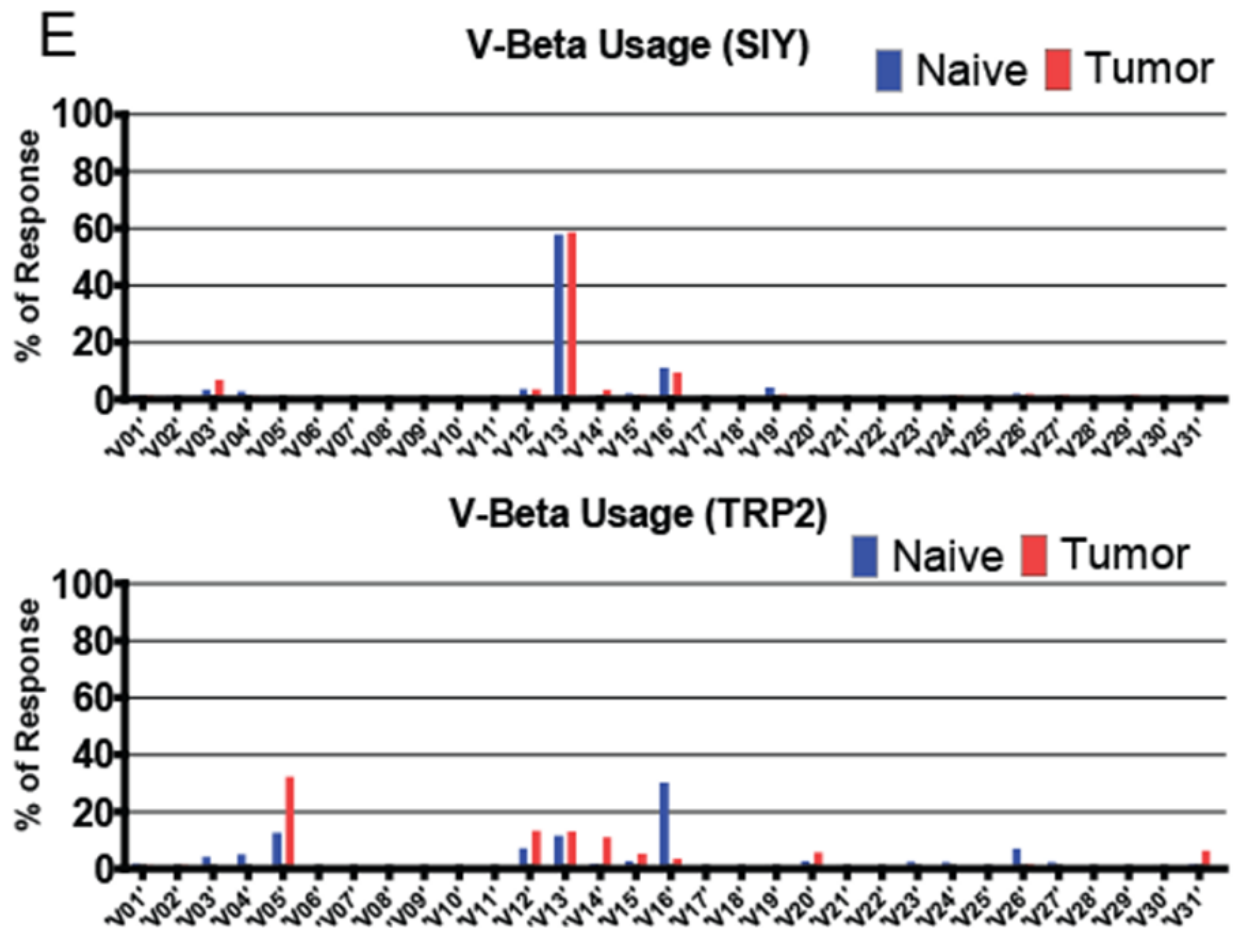 E
V-Beta Usage (SIY)
Naive Tumor
% of Response
100
80
60
40
20
0
'V01' 'V02' 'V03' 'V04' 'V05' 'V06' 'V07' 'V08' 'V09' 'V10' 'V11' 'V12' 'V13' 'V14' 'V15' 'V16' 'V17' 'V18' 'V19' 'V20' 'V21' 'V22' 'V23' 'V24' 'V25' 'V26' 'V27' 'V28' 'V29' 'V30' 'V31'
V-Beta Usage (TRP2)
Naive Tumor
% of Response
100
80
60
40
20
0
'V01' 'V02' 'V03' 'V04' 'V05' 'V06' 'V07' 'V08' '01V09' 'V10' 'V11' 'V12' 'V13' 'V14' 'V15' 'V16' 'V17' 'V18' 'V19' 'V20' 'V21' 'V22' 'V23' 'V24' 'V25' 'V26' 'V27' 'V28' 'V29' 'V30' 'V31'